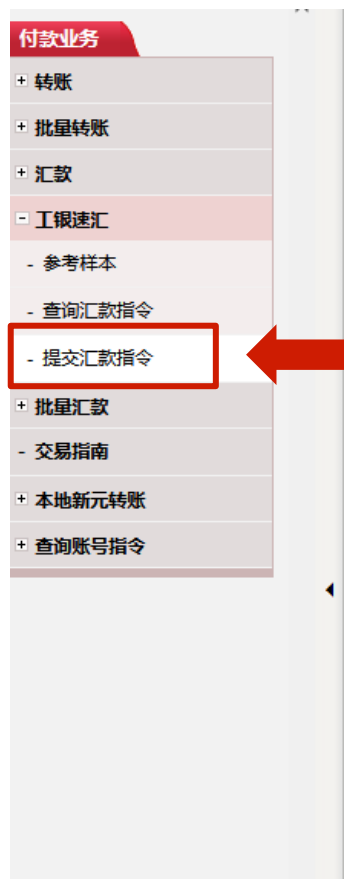 付款业务
转账
批量转账
汇款
工银速汇
- 参考样本
- 查询汇款指令
- 提交汇款指令
批量汇款
- 交易指南
本地新元转账
查询账号指令